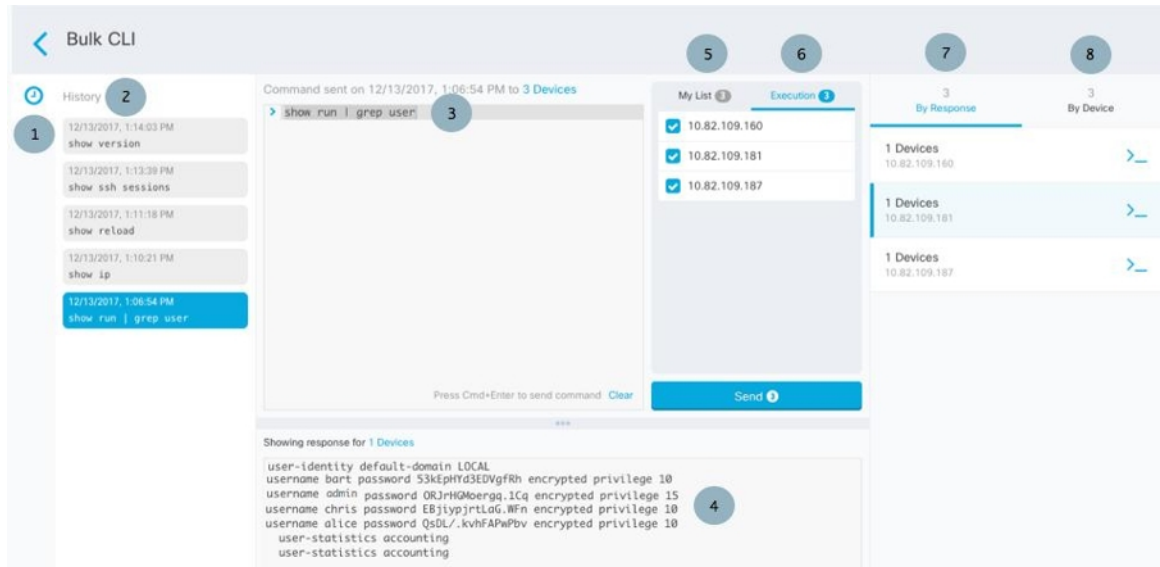 Bulk CLI
5
6
7
8
1
History 2
12/13/2017, 1:14:03 PM
show version
12/13/2017, 1:13:39 PM
show ssh sessions
12/13/2017, 1:11:18 PM
show reload
12/13/2017, 1:10:21 PM
show ip
12/13/2017, 1:06:54 PM
show run | grep user
Command sent on 12/13/2017, 1:06:54 PM to 3 Devices
> show run | grep user 3
Press Cmd+Enter to send command Clear
My List 3
Execution 3
10.82.109.160
10.82.109.181
10.82.109.187
Send 3
Showing response for 1 Devices
user-identity default-domain LOCAL
username bart password 53kEpHYd3EDVgfRh encrypted privilege 10
username admin password ORJrHGMoergq.1Cq encrypted privilege 15
username chris password EBjiypjrtLaG.WFn encrypted privilege 10
username alice password QsDL/.kvhFAPwPbv encrypted privilege 10
user-statistics accounting
user-statistics accounting
4
3
By Response
3
By Device
1 Devices
10.82.109.160
>_
1 Devices
10.82.109.181
>_
1 Devices
10.82.109.187
>_